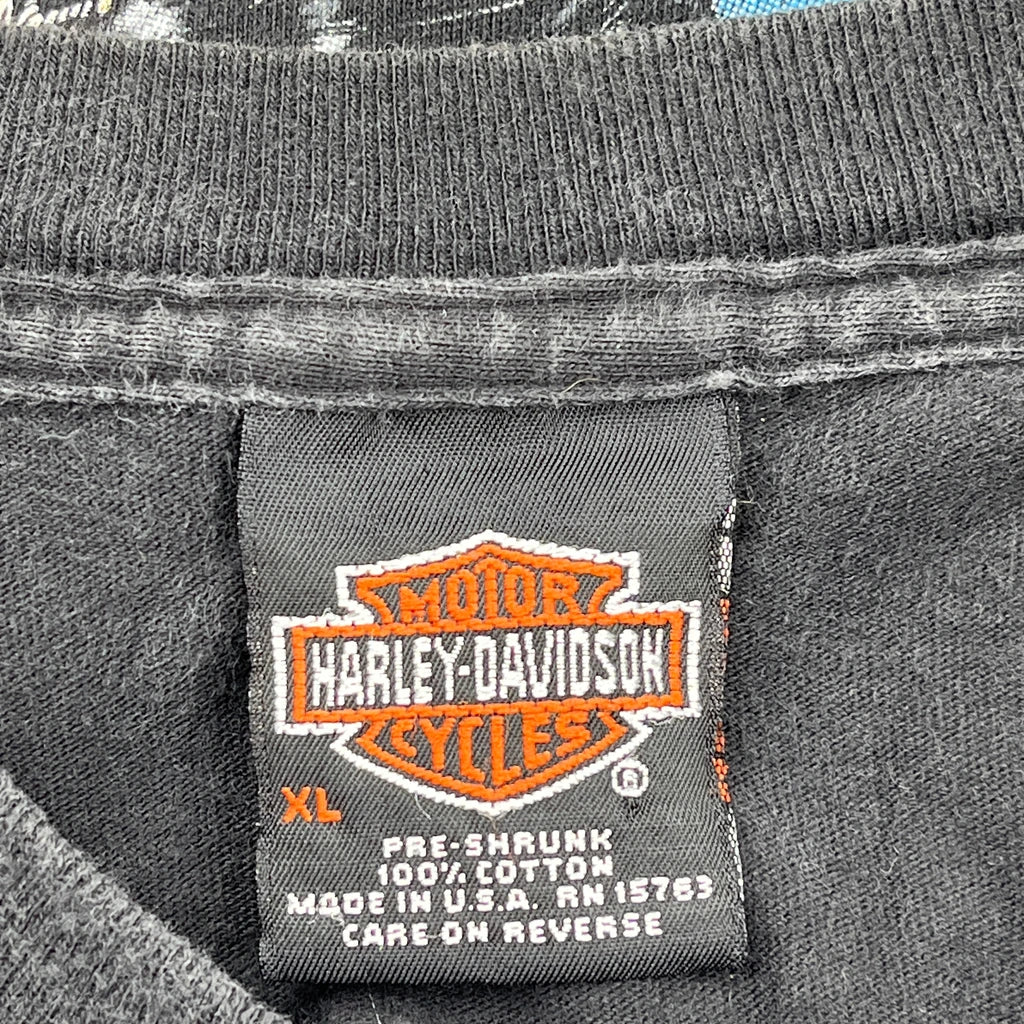 MOTOR
HARLEY-DAVIDSON
CYCLES
®
XL
PRE-SHRUNK
100% COTTON
MADE IN U.S.A. RN 15763
CARE ON REVERSE